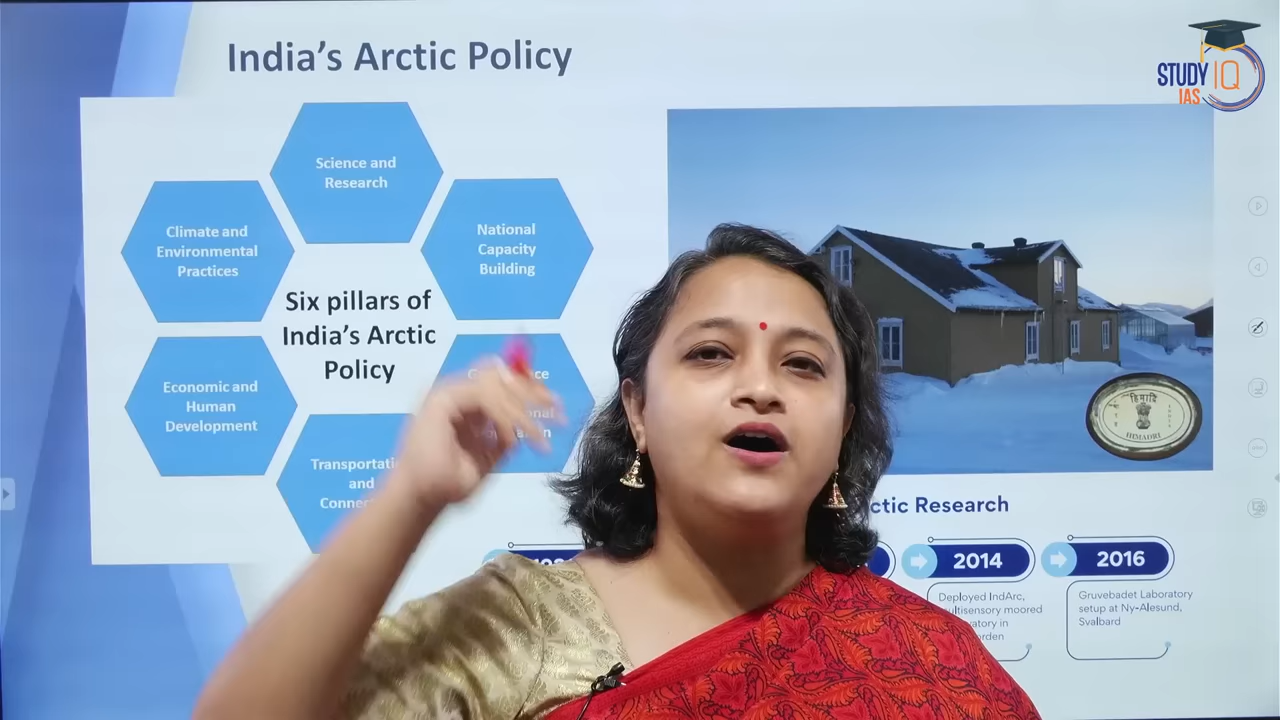 India's Arctic Policy
STUDY IQ
IAS
Science and
Research
Climate and
Environmental
Practices
National
Capacity
Building
Six pillars of
India's Arctic
Policy
Economic and
Human
Development
Transportati
and
Connec
हिमाद्रि
HIMADRI
ctic Research
2014
2016
Deployed IndArc,
ultisensory moored
vatory in
orden
Gruvebadet Laboratory
setup at Ny-Alesund,
Svalbard